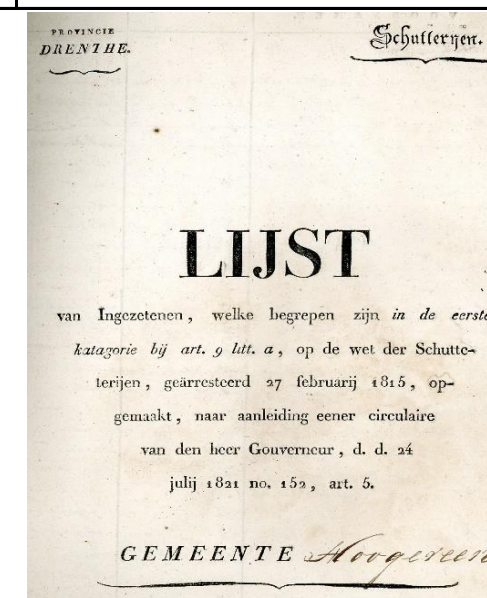 PROVINCIE
DRENTHE.
Schutterijen.
LIJST
van Ingezetenen, welke begrepen zijn in de eerste
katagorie bij art. 9 litt. a, op de wet der Schutte-
terijen, geärresteerd 27 februarij 1815, op-
gemaakt, naar aanleiding eener circulaire
van den heer Gouverneur, d. d. 24
julij 1821 no. 152, art. 5.
GEMEENTE Hoogeveen